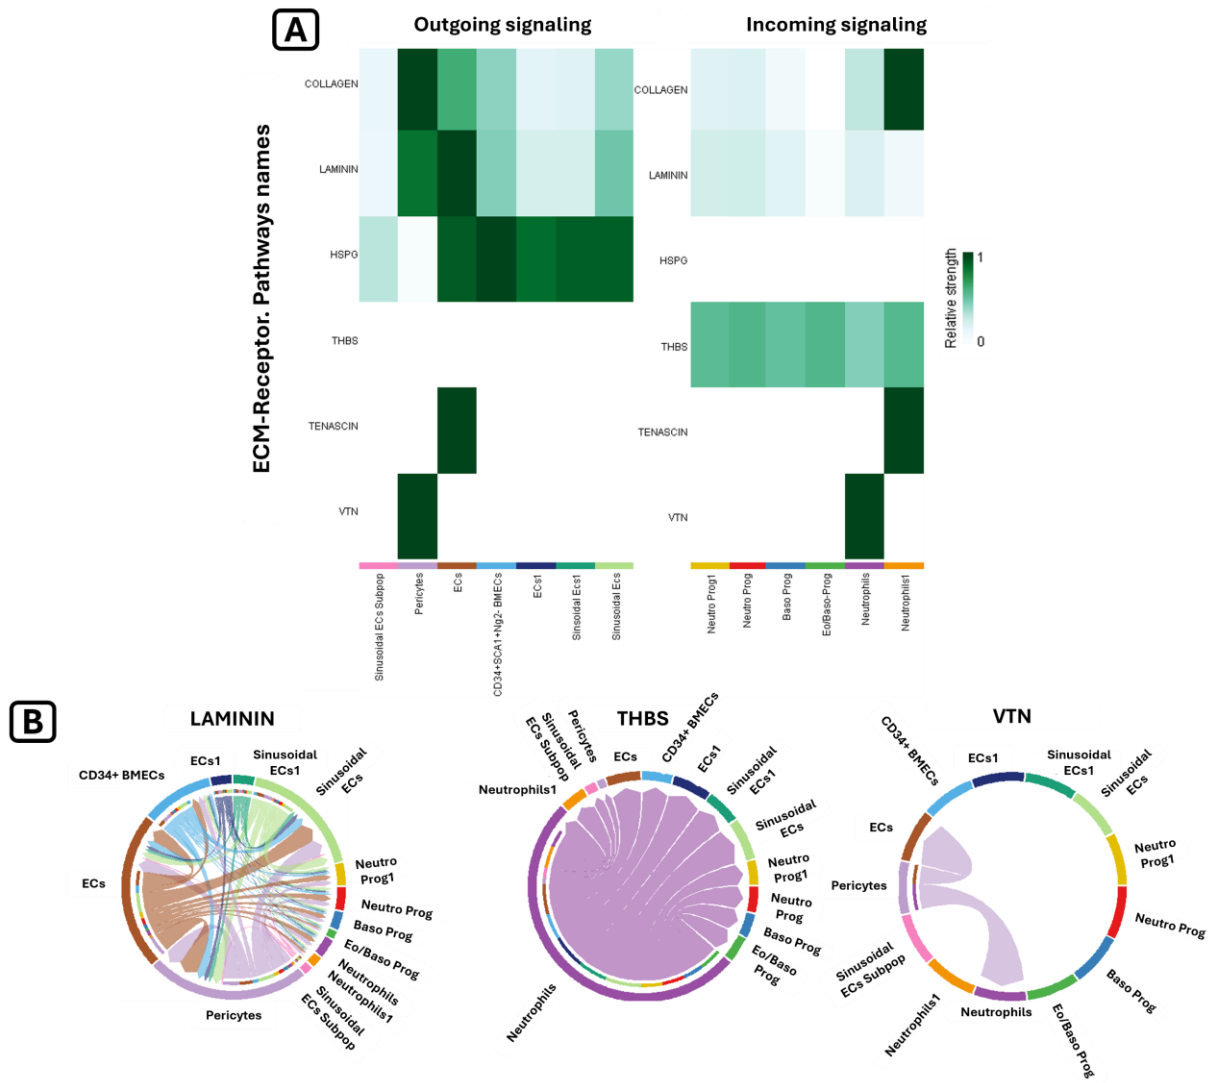 A
Outgoing signaling
Incoming signaling
ECM-Receptor. Pathways names
COLLAGEN
LAMININ
HSPG
THBS
TENASCIN
VTN
COLLAGEN
LAMININ
HSPG
THBS
TENASCIN
VTN
Relative strength
1
0
Sinusoidal ECs Subpop
Pericytes
ECs
CD34+SCA1+Ng2- BMECs
ECs1
Sinsoidal Ecs1
Sinusoidal Ecs
Neutro Prog1
Neutro Prog
Baso Prog
Eo/Baso-Prog
Neutrophils
Neutrophils1
B
LAMININ
CD34+ BMECs
ECs1
Sinusoidal
ECs1
Sinusoidal
ECs
Neutro
Prog1
Neutro Prog
Baso Prog
Eo/Baso Prog
Neutrophils
Neutrophils1
Sinusoidal
ECs Subpop
Pericytes
ECs
THBS
Neutrophils1
Sinusoidal
ECs Subpop
Pericytes
ECs
CD34+ BMECs
ECs1
Sinusoidal
ECs1
Sinusoidal
ECs
Neutro
Prog1
Neutro
Prog
Baso Prog
Eo/Baso
Prog
Neutrophils
VTN
CD34+ BMECs
ECs1
Sinusoidal
ECs1
Sinusoidal
ECs
Neutro
Prog1
Neutro Prog
Baso Prog
Eo/Baso Prog
Neutrophils
Neutrophils1
Sinusoidal
ECs Subpop
Pericytes
ECs